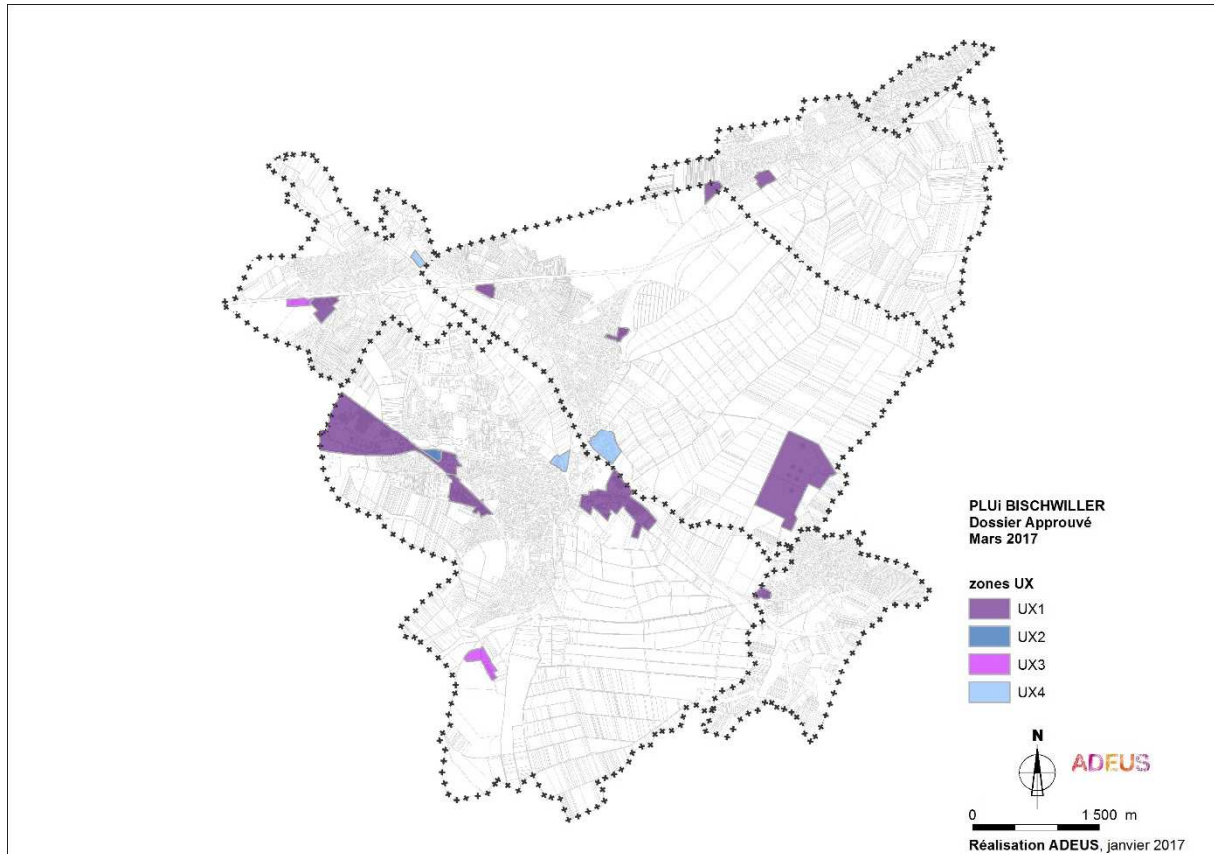 PLUi BISCHWILLER
Dossier Approuvé
Mars 2017
zones UX
UX1
UX2
UX3
UX4
N
ADEUS
0 1 500 m
Réalisation ADEUS, janvier 2017